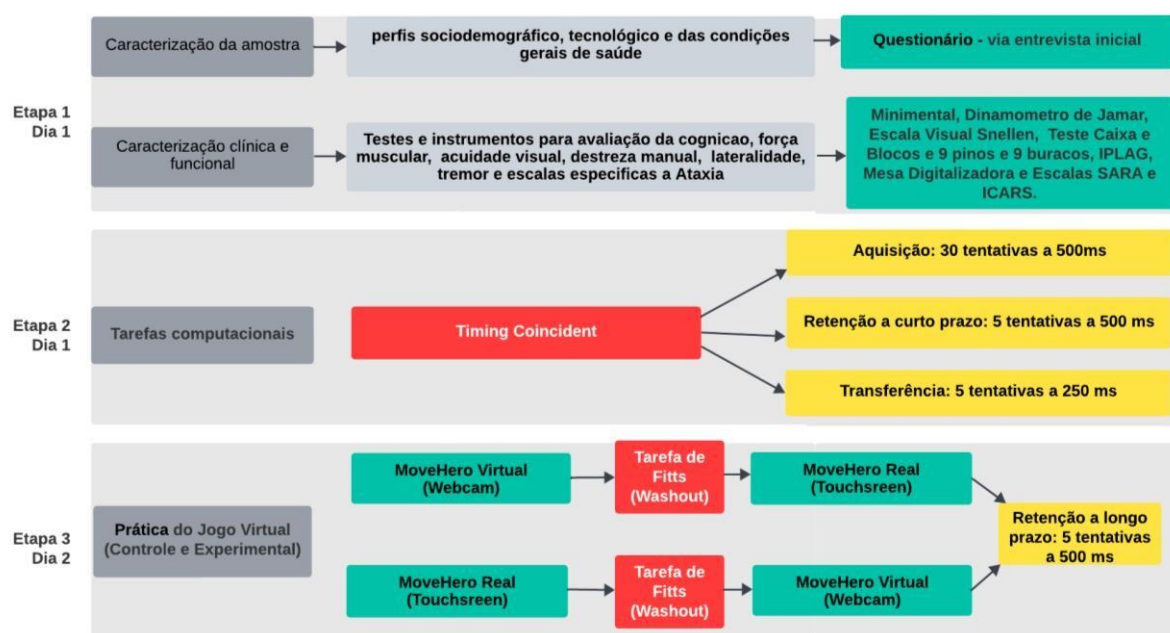 Etapa 1
Dia 1
Caracterização da amostra
perfis sociodemográfico, tecnológico e das condições
gerais de saúde
Questionário - via entrevista inicial
Caracterização clínica e
funcional
Testes e instrumentos para avaliação da cognicao, força
muscular, acuidade visual, destreza manual, lateralidade,
tremor e escalas especificas a Ataxia
Minimental, Dinamometro de Jamar,
Escala Visual Snellen, Teste Caixa e
Blocos e 9 pinos e 9 buracos, IPLAG,
Mesa Digitalizadora e Escalas SARA e
ICARS.
Etapa 2
Dia 1
Tarefas computacionais
Timing Coincident
Aquisição: 30 tentativas a 500ms
Retenção a curto prazo: 5 tentativas a 500 ms
Transferência: 5 tentativas a 250 ms
Etapa 3
Dia 2
Prática do Jogo Virtual
(Controle e Experimental)
MoveHero Virtual
(Webcam)
Tarefa de
Fitts
(Washout)
MoveHero Real
(Touchsreen)
MoveHero Real
(Touchsreen)
Tarefa de
Fitts
(Washout)
MoveHero Virtual
(Webcam)
Retenção a longo
prazo: 5 tentativas
a 500 ms